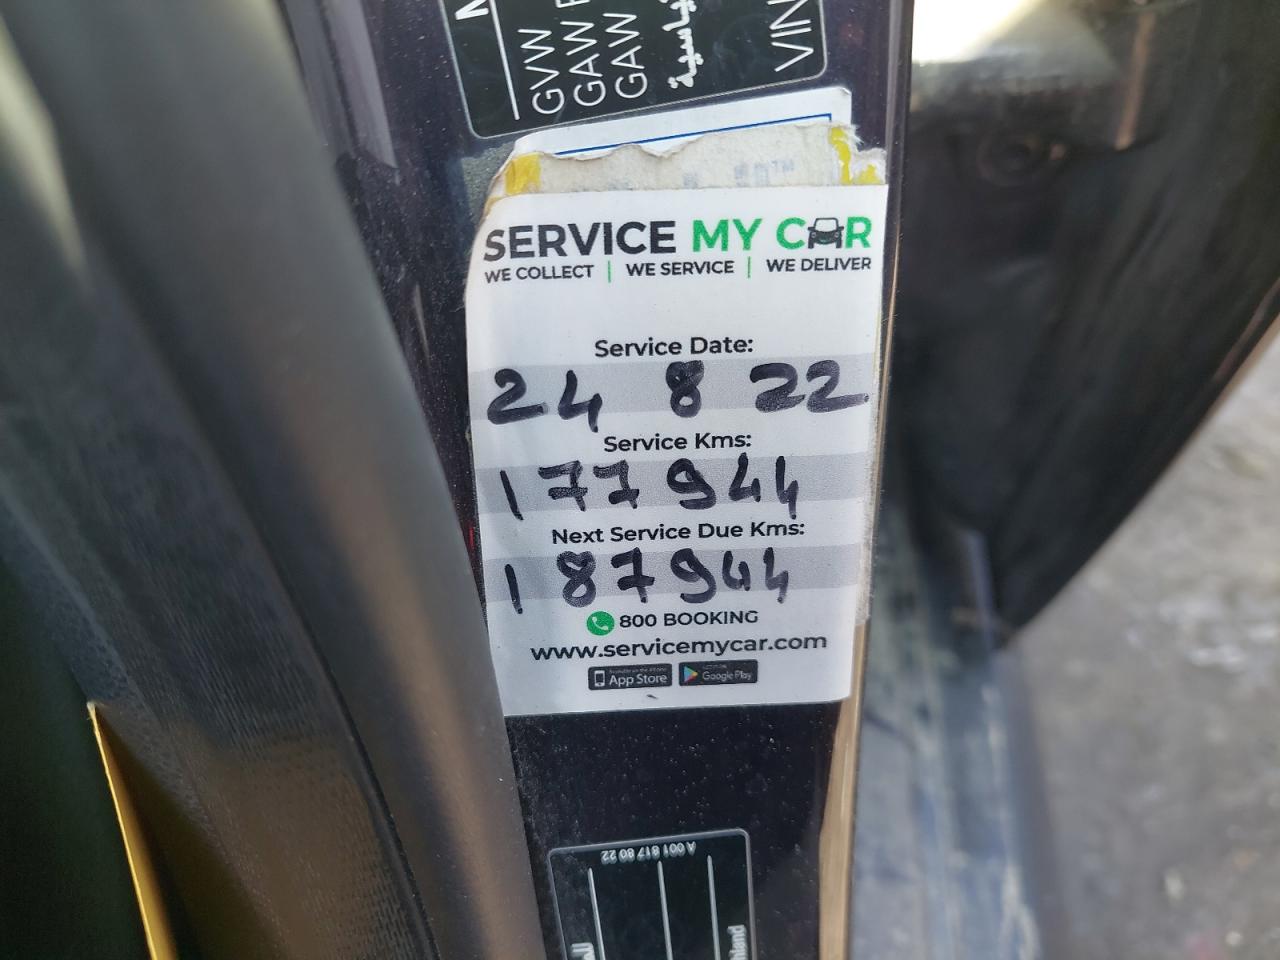 GVW
GAW
GAW
VIN
SERVICE MY CAR
WE COLLECT | WE SERVICE | WE DELIVER
Service Date:
24 8 22
Service Kms:
177944
Next Service Due Kms:
187944
800 BOOKING
www.servicemycar.com
App Store
Google Play
A 001 817 80 22